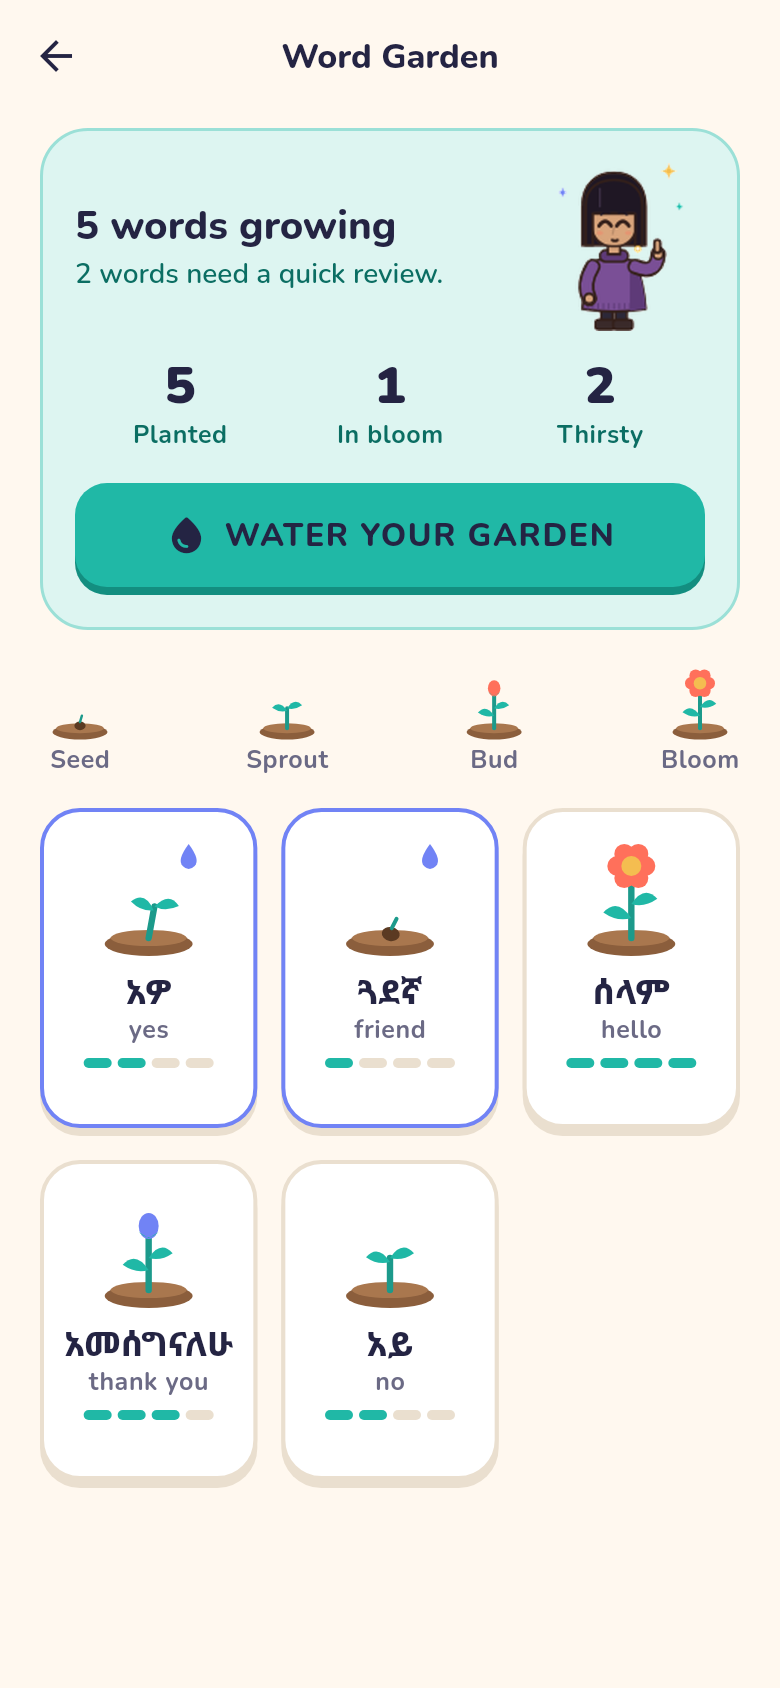 Word Garden
5 words growing
2 words need a quick review.
5
Planted
1
In bloom
2
Thirsty
WATER YOUR GARDEN
Seed
Sprout
Bud
Bloom
አዎ
yes
ጓደኛ
friend
ሰላም
hello
አመሰግናለሁ
thank you
አይ
no